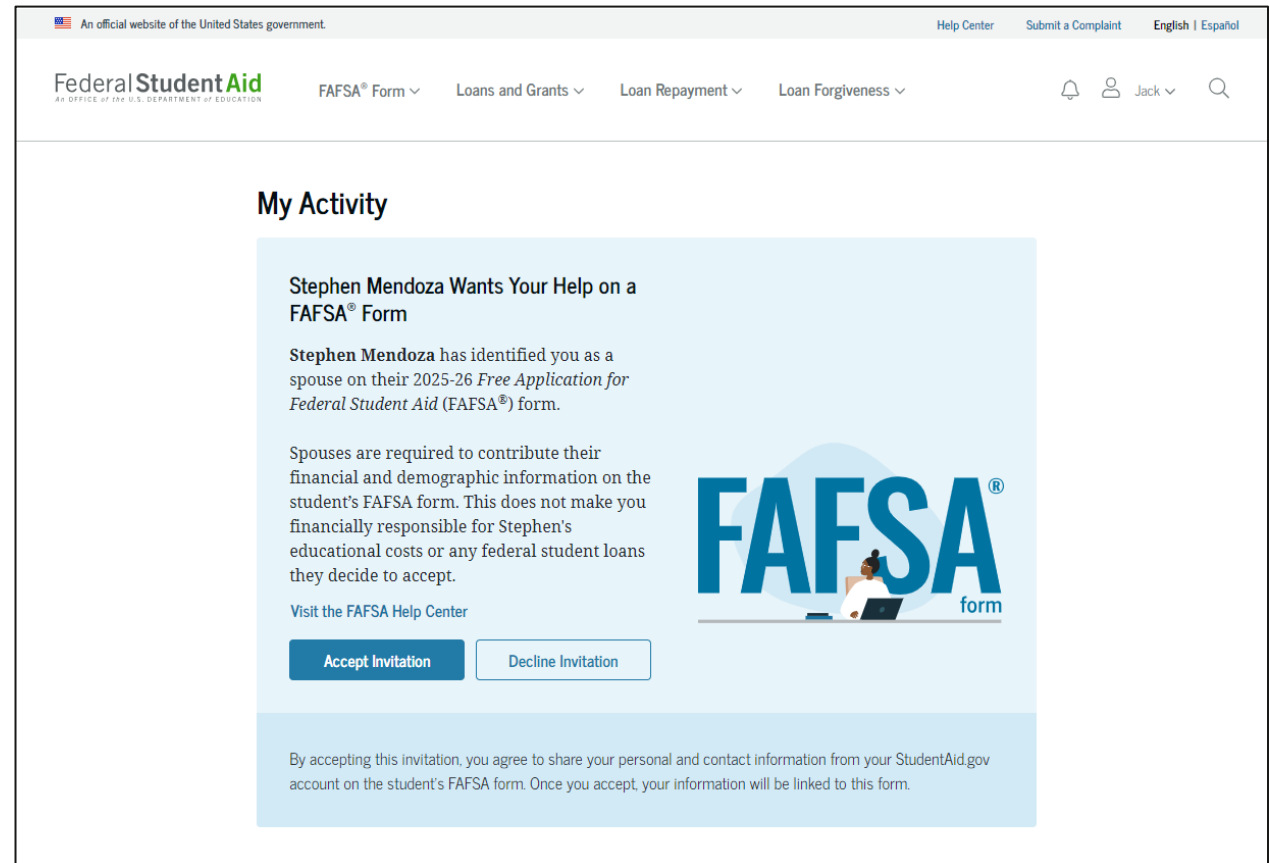 An official website of the United States government.
Help Center
Submit a Complaint
English | Español
Federal Student Aid
An OFFICE of the U.S. DEPARTMENT of EDUCATION
FAFSA® Form
Loans and Grants
Loan Repayment
Loan Forgiveness
Jack
My Activity
Stephen Mendoza Wants Your Help on a
FAFSA® Form
Stephen Mendoza has identified you as a
spouse on their 2025-26 Free Application for
Federal Student Aid (FAFSA®) form.
Spouses are required to contribute their
financial and demographic information on the
student's FAFSA form. This does not make you
financially responsible for Stephen's
educational costs or any federal student loans
they decide to accept.
Visit the FAFSA Help Center
Accept Invitation
Decline Invitation
FAFSA®
form
By accepting this invitation, you agree to share your personal and contact information from your StudentAid.gov
account on the student's FAFSA form. Once you accept, your information will be linked to this form.